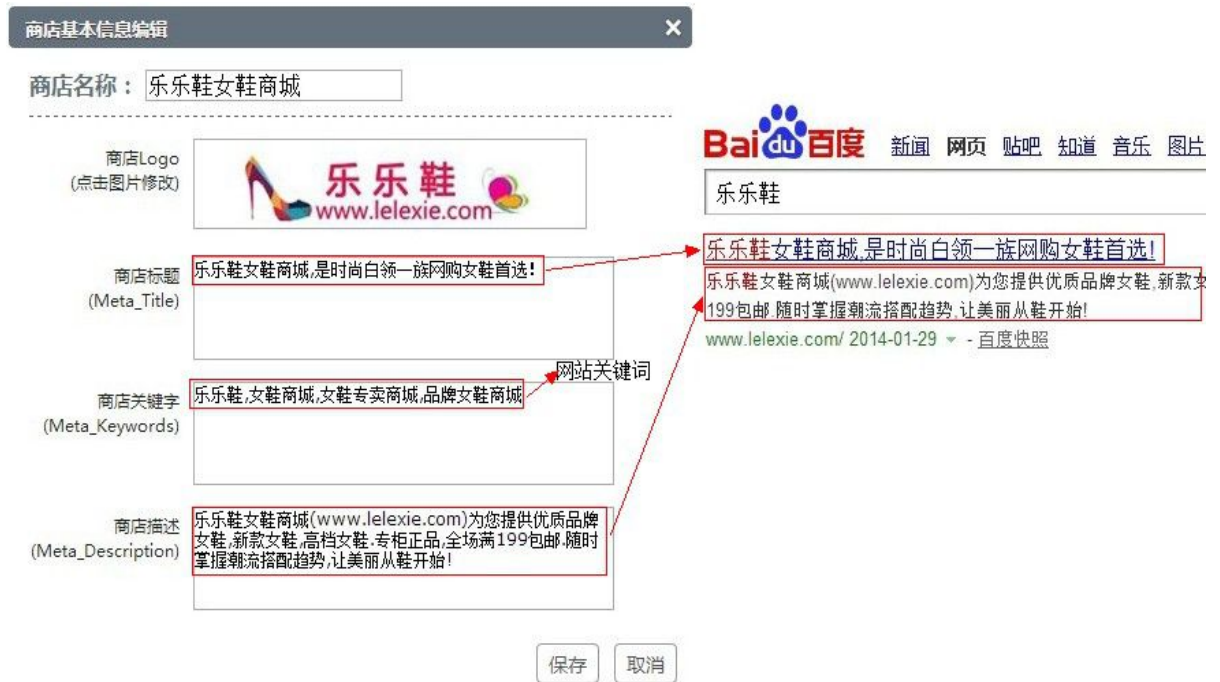 商店基本信息编辑
商店名称：乐乐鞋女鞋商城
商店Logo
(点击图片修改)
乐乐鞋
www.lelexie.com
商店标题
(Meta_Title)
乐乐鞋女鞋商城,是时尚白领一族网购女鞋首选!
网站关键词
商店关键字
(Meta_Keywords)
乐乐鞋,女鞋商城,女鞋专卖商城,品牌女鞋商城
商店描述
(Meta_Description)
乐乐鞋女鞋商城(www.lelexie.com)为您提供优质品牌
女鞋,新款女鞋,高档女鞋.专柜正品,全场满199包邮.随时
掌握潮流搭配趋势,让美丽从鞋开始!
保存 取消
Bai du 百度 新闻 网页 贴吧 知道 音乐 图片
乐乐鞋
乐乐鞋女鞋商城,是时尚白领一族网购女鞋首选!
乐乐鞋女鞋商城(www.lelexie.com)为您提供优质品牌女鞋,新款女
199包邮.随时掌握潮流搭配趋势,让美丽从鞋开始!
www.lelexie.com/ 2014-01-29 - 百度快照